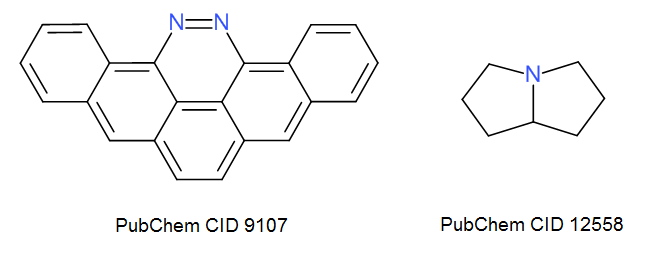 N=N
N
PubChem CID 9107
PubChem CID 12558